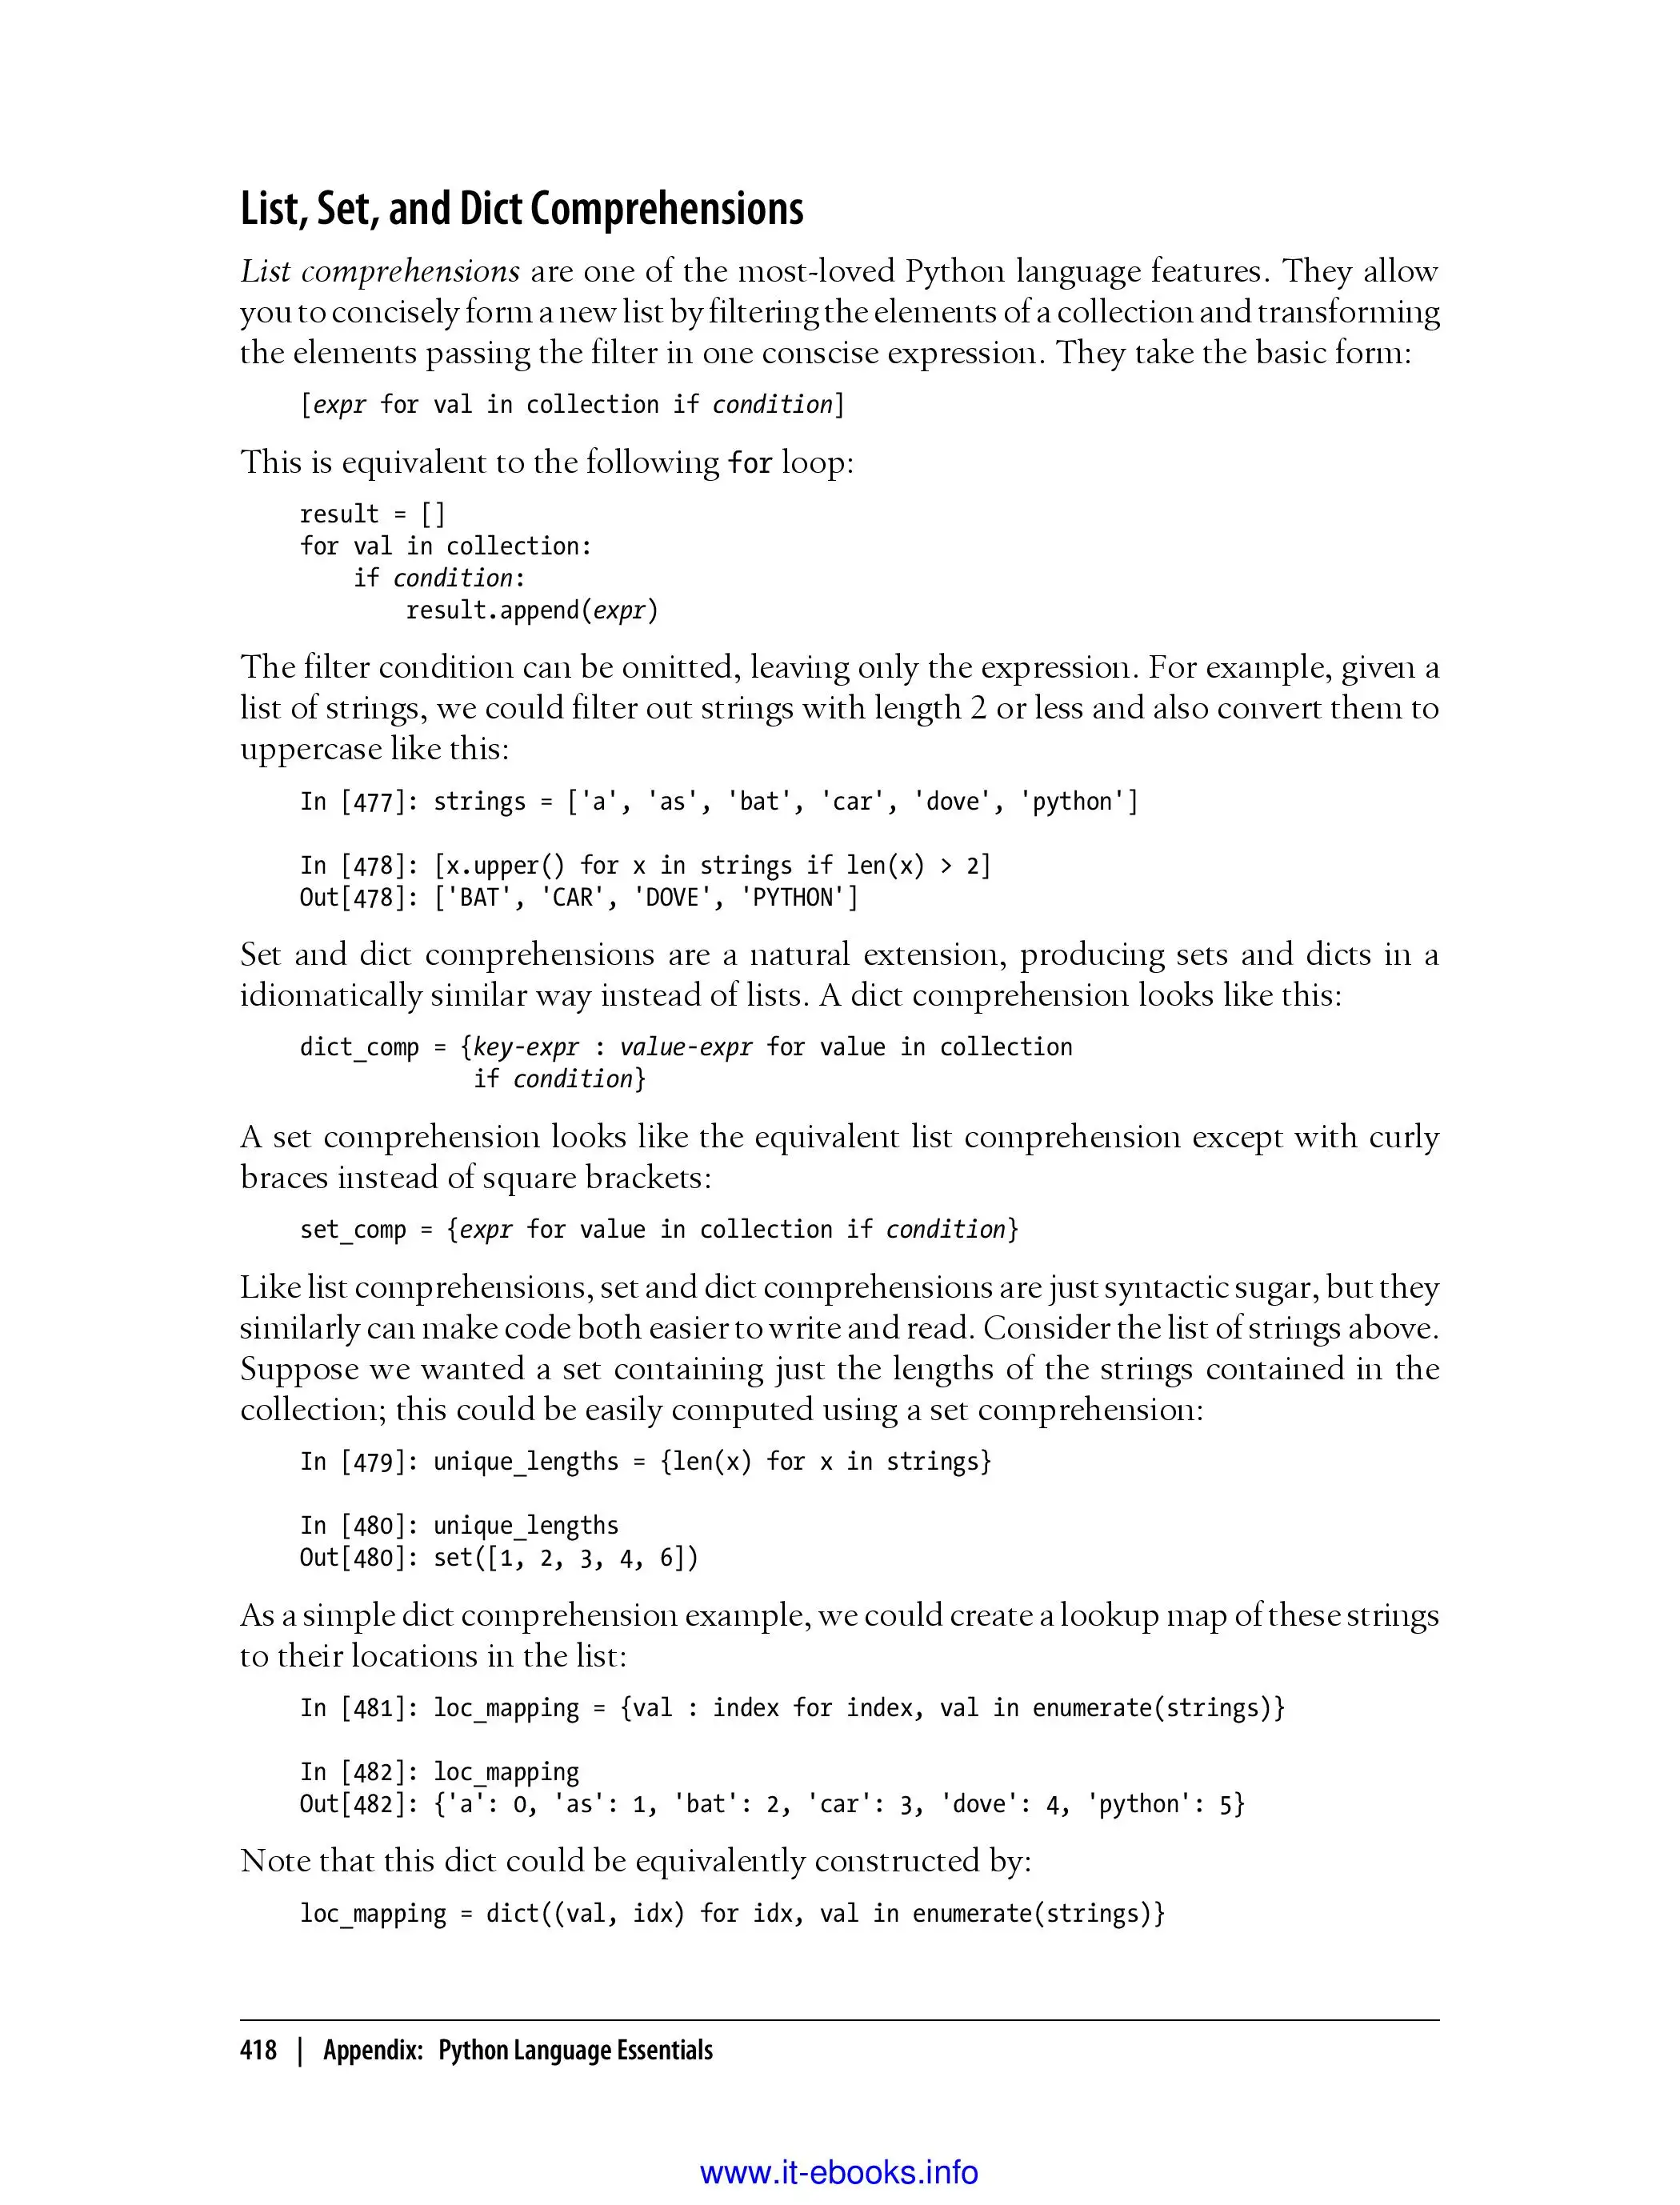 List, Set, and Dict Comprehensions
List comprehensions are one of the most-loved Python language features. They allow
you to concisely form a new list by filtering the elements of a collection and transforming
the elements passing the filter in one conscise expression. They take the basic form:
[expr for val in collection if condition]
This is equivalent to the following for loop:
result = []
for val in collection:
    if condition:
        result.append(expr)
The filter condition can be omitted, leaving only the expression. For example, given a
list of strings, we could filter out strings with length 2 or less and also convert them to
uppercase like this:
In [477]: strings = ['a', 'as', 'bat', 'car', 'dove', 'python']
In [478]: [x.upper() for x in strings if len(x) > 2]
Out[478]: ['BAT', 'CAR', 'DOVE', 'PYTHON']
Set and dict comprehensions are a natural extension, producing sets and dicts in a
idiomatically similar way instead of lists. A dict comprehension looks like this:
dict_comp = {key-expr : value-expr for value in collection
             if condition}
A set comprehension looks like the equivalent list comprehension except with curly
braces instead of square brackets:
set_comp = {expr for value in collection if condition}
Like list comprehensions, set and dict comprehensions are just syntactic sugar, but they
similarly can make code both easier to write and read. Consider the list of strings above.
Suppose we wanted a set containing just the lengths of the strings contained in the
collection; this could be easily computed using a set comprehension:
In [479]: unique_lengths = {len(x) for x in strings}
In [480]: unique_lengths
Out[480]: set([1, 2, 3, 4, 6])
As a simple dict comprehension example, we could create a lookup map of these strings
to their locations in the list:
In [481]: loc_mapping = {val : index for index, val in enumerate(strings)}
In [482]: loc_mapping
Out[482]: {'a': 0, 'as': 1, 'bat': 2, 'car': 3, 'dove': 4, 'python': 5}
Note that this dict could be equivalently constructed by:
loc_mapping = dict((val, idx) for idx, val in enumerate(strings)}
418 | Appendix: Python Language Essentials
www.it-ebooks.info